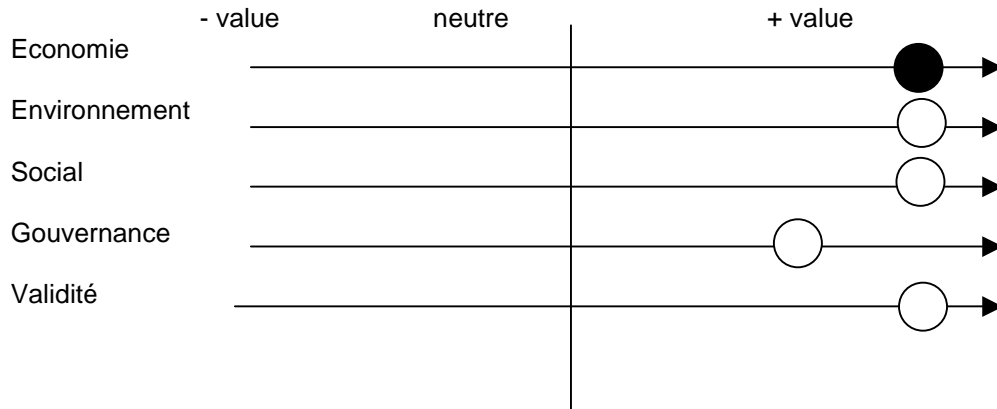 - value neutre + value
Economie
Environnement
Social
Gouvernance
Validité